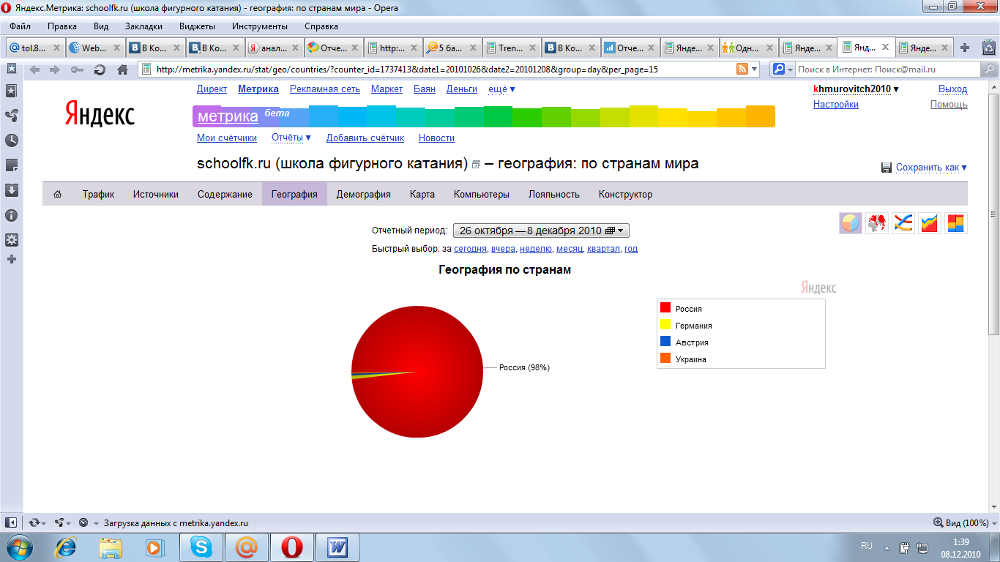 Яндекс.Метрика: schoolfk.ru (школа фигурного катания) - география: по странам мира - Opera
Файл Правка Вид Закладки Виджеты Инструменты Справка
tol.8... Web... В Ко... В Ко... анал... Отче... http:... 5 ба... Tren... В Ко... Отче... Янде... Одн... Янде... Янд... Янде...
http://metrika.yandex.ru/stat/geo/countries/?counter_id=1737413&date1=20101026&date2=20101208&group=day&per_page=15 Поиск в Интернет: Поиск@mail.ru
Директ Метрика Рекламная сеть Маркет Баян Деньги ещё ▼ khmurovitch2010 ▼ Выход
Настройки Помощь
Яндекс метрика бета
Мои счётчики Отчёты ▼ Добавить счётчик Новости
schoolfk.ru (школа фигурного катания) – география: по странам мира
Сохранить как ▼
Трафик Источники Содержание География Демография Карта Компьютеры Лояльность Конструктор
Отчетный период: 26 октября — 8 декабря 2010
Быстрый выбор: за сегодня, вчера, неделю, месяц, квартал, год
География по странам
Яндекс
Россия
Германия
Австрия
Украина
Россия (98%)
Загрузка данных с metrika.yandex.ru Вид (100%)
RU 1:39
08.12.2010